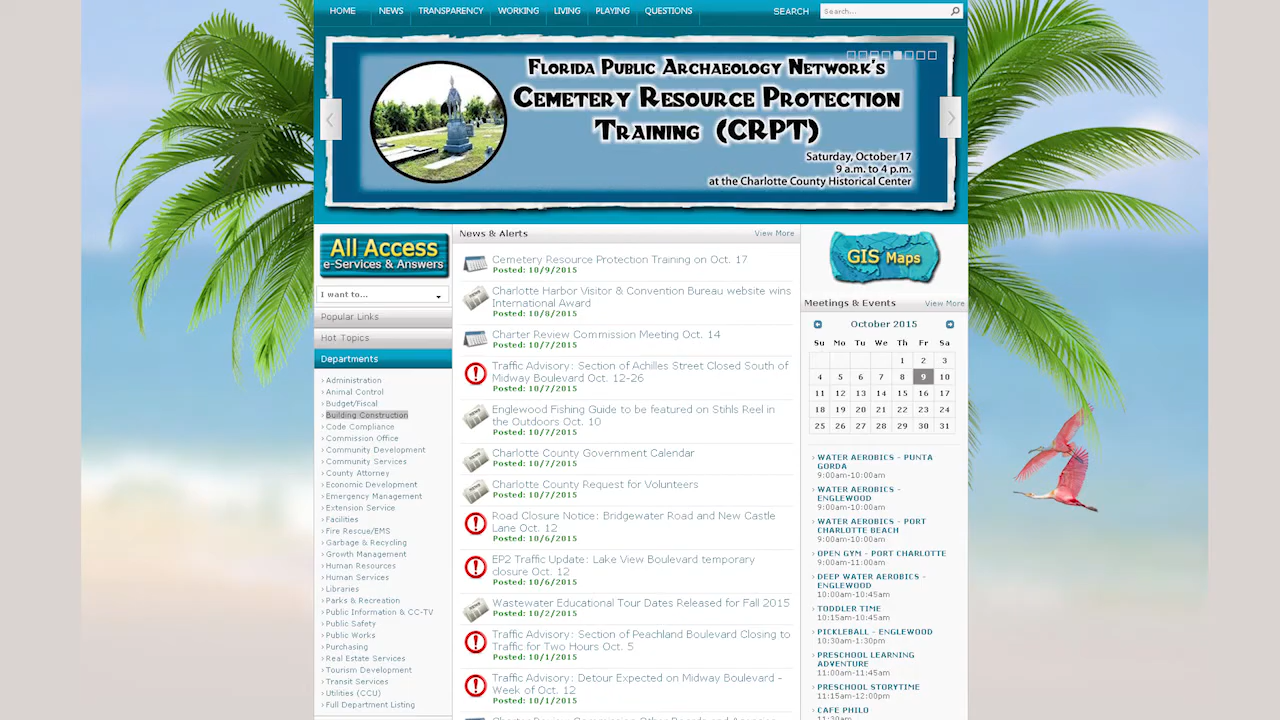 HOME NEWS TRANSPARENCY WORKING LIVING PLAYING QUESTIONS SEARCH Search...
Florida Public Archaeology Network's
Cemetery Resource Protection
Training (CRPT)
Saturday, October 17
9 a.m. to 4 p.m.
at the Charlotte County Historical Center
All Access
e-Services & Answers
I want to...
Popular Links
Hot Topics
Departments
Administration
Animal Control
Budget/Fiscal
Building Construction
Code Compliance
Commission Office
Community Development
Community Services
County Attorney
Economic Development
Emergency Management
Extension Service
Facilities
Fire Rescue/EMS
Garbage & Recycling
Growth Management
Human Resources
Human Services
Libraries
Parks & Recreation
Public Information & CC-TV
Public Safety
Public Works
Purchasing
Real Estate Services
Tourism Development
Transit Services
Utilities (CCU)
Full Department Listing
News & Alerts View More
Cemetery Resource Protection Training on Oct. 17
Posted: 10/9/2015
Charlotte Harbor Visitor & Convention Bureau website wins
International Award
Posted: 10/8/2015
Charter Review Commission Meeting Oct. 14
Posted: 10/7/2015
Traffic Advisory: Section of Achilles Street Closed South of
Midway Boulevard Oct. 12-26
Posted: 10/7/2015
Englewood Fishing Guide to be featured on Stihls Reel in
the Outdoors Oct. 10
Posted: 10/7/2015
Charlotte County Government Calendar
Posted: 10/7/2015
Charlotte County Request for Volunteers
Posted: 10/7/2015
Road Closure Notice: Bridgewater Road and New Castle
Lane Oct. 12
Posted: 10/6/2015
EP2 Traffic Update: Lake View Boulevard temporary
closure Oct. 12
Posted: 10/6/2015
Wastewater Educational Tour Dates Released for Fall 2015
Posted: 10/2/2015
Traffic Advisory: Section of Peachland Boulevard Closing to
Traffic for Two Hours Oct. 5
Posted: 10/1/2015
Traffic Advisory: Detour Expected on Midway Boulevard -
Week of Oct. 12
Posted: 10/1/2015
GIS Maps
Meetings & Events View More
October 2015
Su Mo Tu We Th Fr Sa
1 2 3
4 5 6 7 8 9 10
11 12 13 14 15 16 17
18 19 20 21 22 23 24
25 26 27 28 29 30 31
WATER AEROBICS - PUNTA
GORDA
9:00am-10:00am
WATER AEROBICS -
ENGLEWOOD
9:00am-10:00am
WATER AEROBICS - PORT
CHARLOTTE BEACH
9:00am-10:00am
OPEN GYM - PORT CHARLOTTE
9:00am-11:00am
DEEP WATER AEROBICS -
ENGLEWOOD
10:00am-10:45am
TODDLER TIME
10:15am-10:45am
PICKLEBALL - ENGLEWOOD
10:30am-1:30pm
PRESCHOOL LEARNING
ADVENTURE
11:00am-11:45am
PRESCHOOL STORYTIME
11:15am-12:00pm
CAFE PHILO